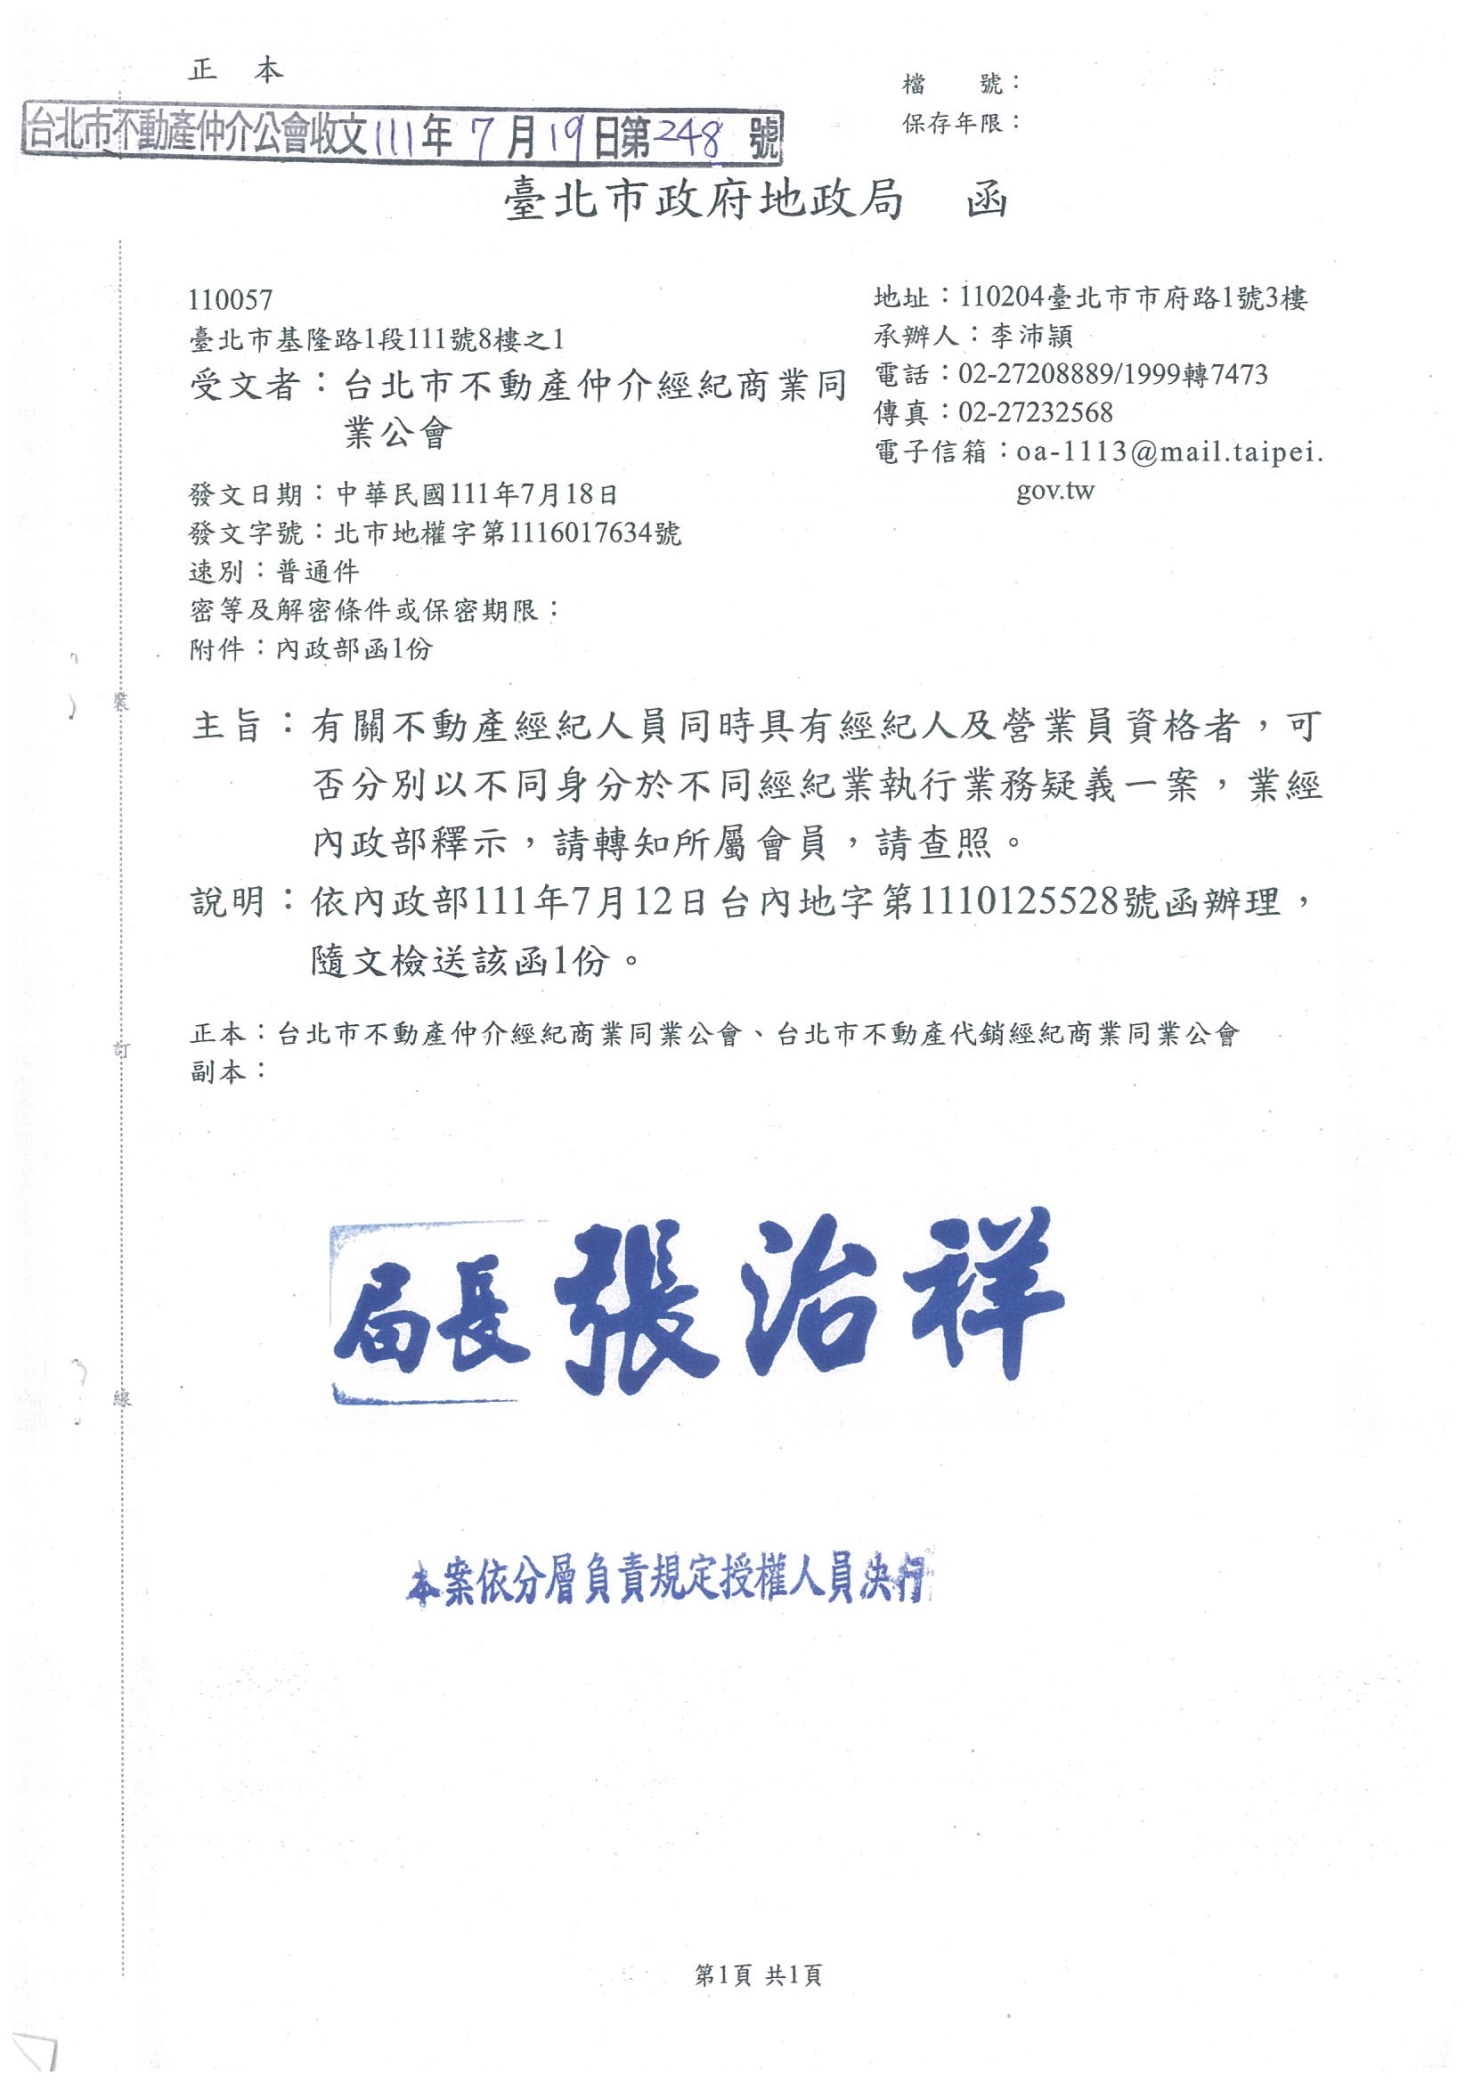 正 本
檔 號：
保存年限：
台北市不動產仲介公會收文111年7月19日第248號
臺北市政府地政局 函
110057
臺北市基隆路1段111號8樓之1
受文者：台北市不動產仲介經紀商業同
業公會
地址：110204臺北市市府路1號3樓
承辦人：李沛穎
電話：02-27208889/1999轉7473
傳真：02-27232568
電子信箱：oa-1113@mail.taipei.
gov.tw
發文日期：中華民國111年7月18日
發文字號：北市地權字第1116017634號
速別：普通件
密等及解密條件或保密期限：
附件：內政部函1份
主旨：有關不動產經紀人員同時具有經紀人及營業員資格者，可
否分別以不同身分於不同經紀業執行業務疑義一案，業經
內政部釋示，請轉知所屬會員，請查照。
說明：依內政部111年7月12日台內地字第1110125528號函辦理，
隨文檢送該函1份。
正本：台北市不動產仲介經紀商業同業公會、台北市不動產代銷經紀商業同業公會
副本：
裝
訂
線
局長 張治祥
本案依分層負責規定授權人員決行
第1頁 共1頁